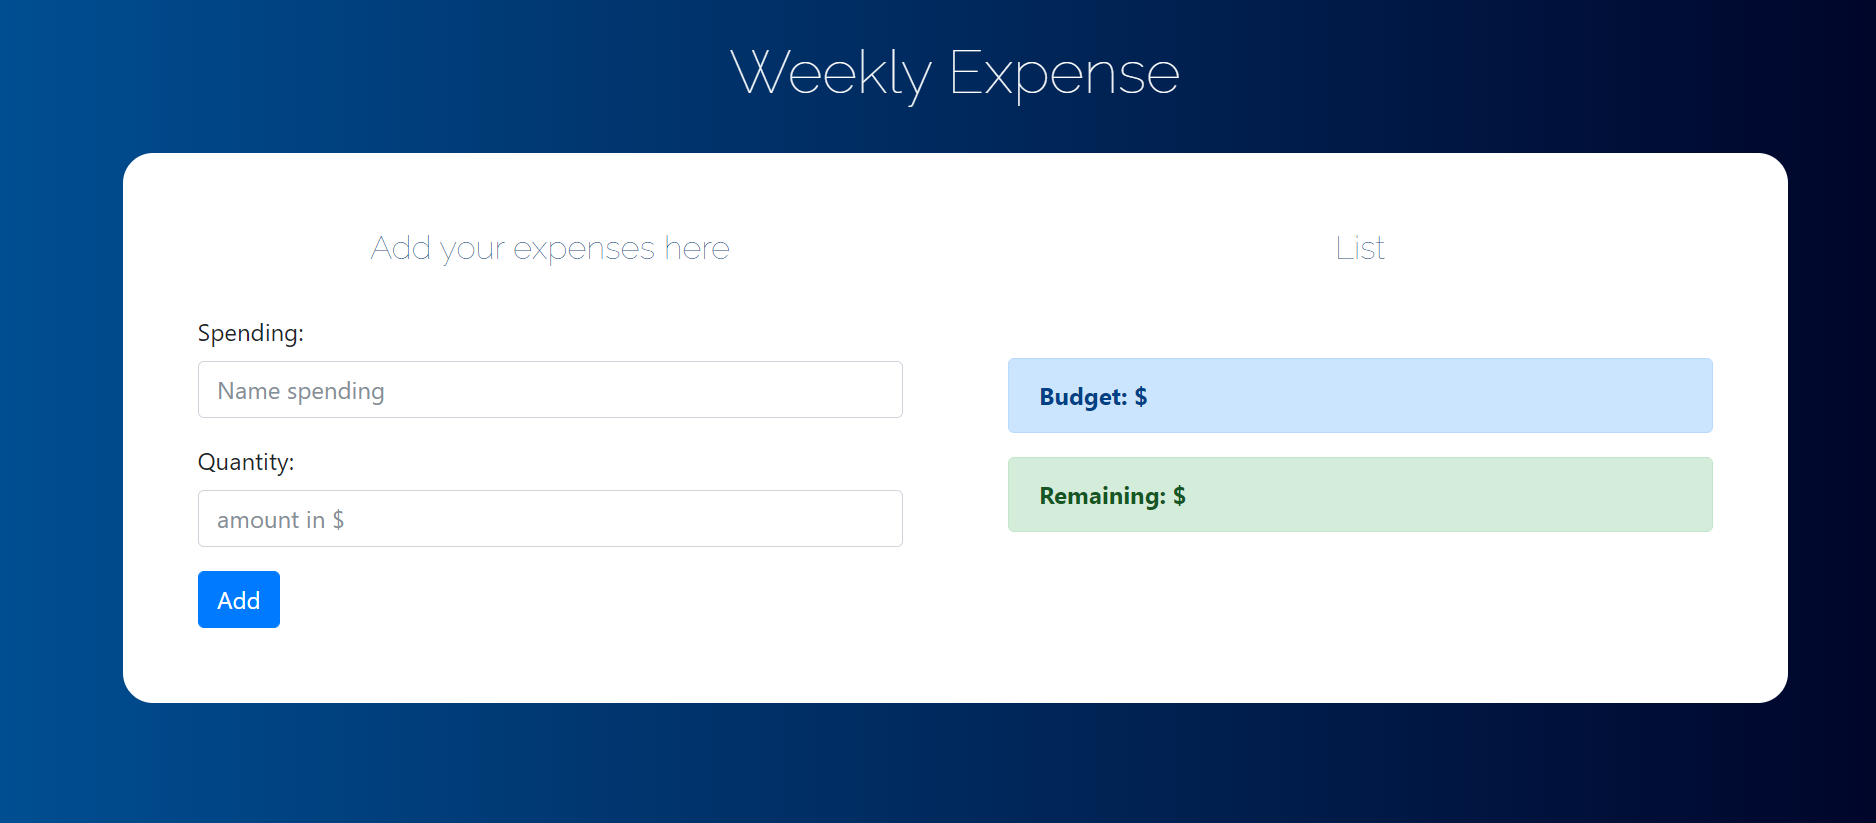 Weekly Expense
Add your expenses here
Spending:
Name spending
Quantity:
amount in $
Add
List
Budget: $
Remaining: $